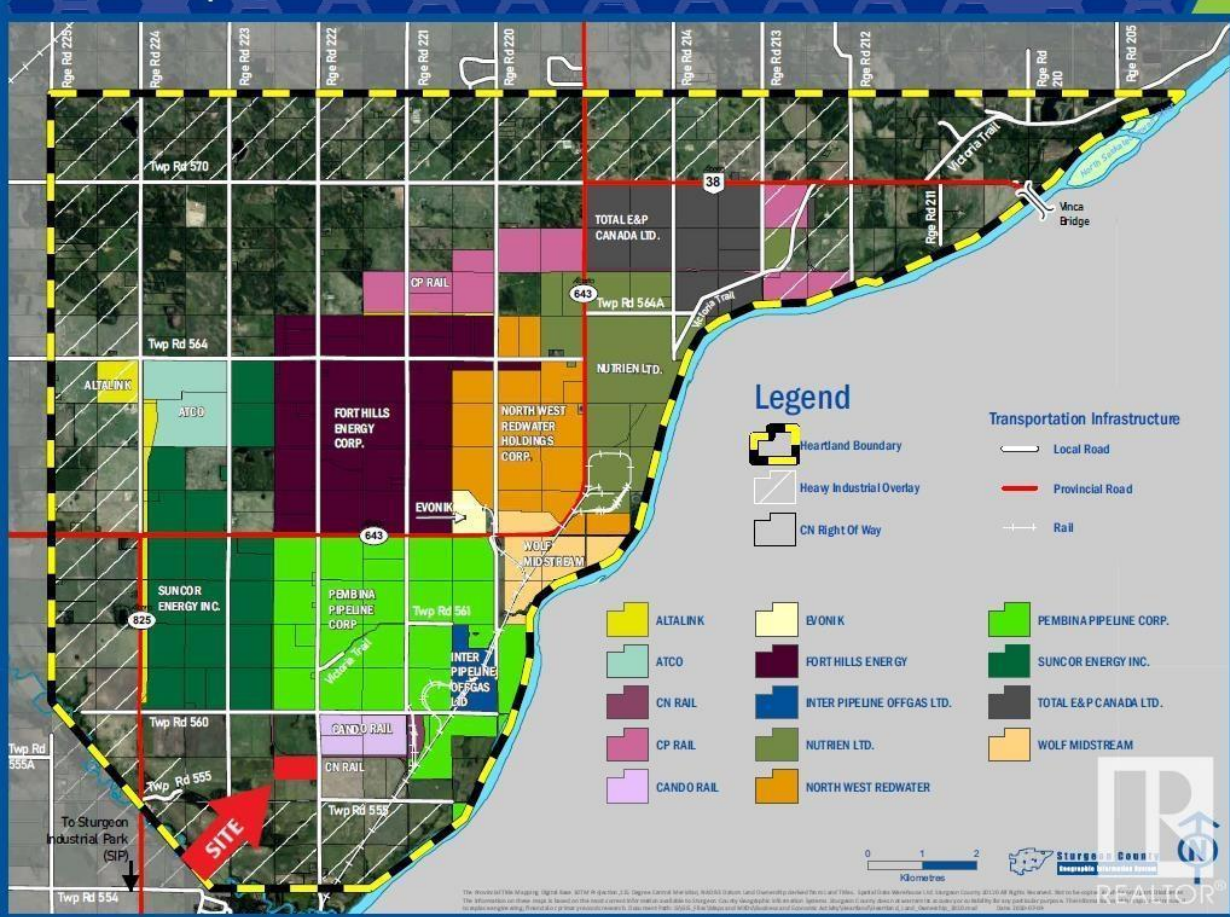 Rge Rd 225
Rge Rd 224
Rge Rd 223
Rge Rd 222
Rge Rd 221
Rge Rd 220
Rge Rd 214
Rge Rd 213
Rge Rd 212
Rge Rd
210
Rge Rd 205
Twp Rd 570
38
Victoria Trail
Vinca
Bridge
Rge Rd 211
TOTAL E&P
CANADA LTD.
CP RAIL
643
Twp Rd 564A
Victoria Trail
Twp Rd 564
NUTRIEN LTD.
ALTALINK
ATCO
FORT HILLS
ENERGY
CORP.
NORTH WEST
REDWATER
HOLDINGS
CORP.
EVONIK
643
WOLF
MIDSTREAM
SUNCOR
ENERGY INC.
PEMBINA
PIPELINE
CORP
Twp Rd 561
825
Victoria Trail
INTER
PIPELINE
OFFGAS
LTD
Twp Rd 560
CANDO RAIL
CN RAIL
Twp Rd
555A
Twp Rd 555
Twp Rd 555
SITE
To Sturgeon
Industrial Park
(SIP)
Twp Rd 554
Legend
Heartland Boundary
Heavy Industrial Overlay
CN Right Of Way
Transportation Infrastructure
Local Road
Provincial Road
Rail
ALTALINK
ATCO
CN RAIL
CP RAIL
CANDO RAIL
EVONIK
FORT HILLS ENERGY
INTER PIPELINE OFFGAS LTD.
NUTRIEN LTD.
NORTH WEST REDWATER
PEMBINA PIPELINE CORP.
SUNCOR ENERGY INC.
TOTAL E&P CANADA LTD.
WOLF MIDSTREAM
0 1 2
Kilometres
Sturgeon County
Geographic Information System
N
R
REALTOR®